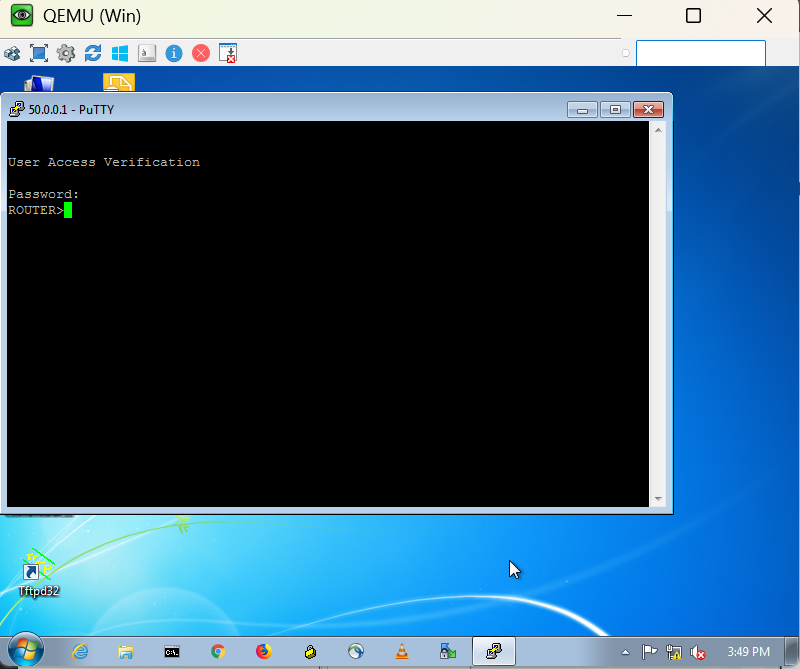 QEMU (Win)
50.0.0.1 - PuTTY
User Access Verification
Password:
ROUTER>
Tftpd32
3:49 PM